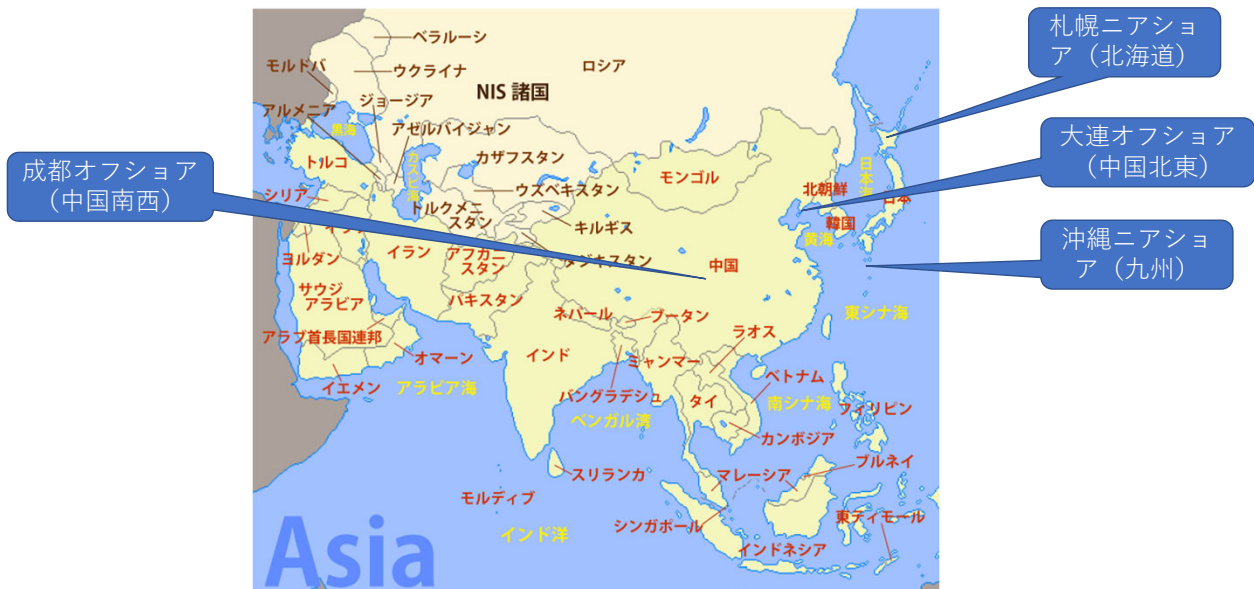 札幌ニアショ
ア（北海道）
ベラルーシ
モルドバ
ウクライナ
ロシア
NIS 諸国
アルメニア
ジョージア
黒海
アゼルバイジャン
大連オフショア
（中国北東）
トルコ
カスピ海
カザフスタン
モンゴル
日本海
成都オフショア
（中国南西）
シリア
ウズベキスタン
北朝鮮
日本
トルクメニ
スタン
キルギス
韓国
黄海
ヨルダン
イラン
アフガニ
スタン
タジキスタン
中国
沖縄ニアショ
ア（九州）
サウジ
アラビア
パキスタン
ネパール
ブータン
東シナ海
アラブ首長国連邦
オマーン
インド
ミャンマー
ラオス
イエメン
アラビア海
バングラデシュ
タイ
ベトナム
南シナ海
フィリピン
ベンガル湾
カンボジア
スリランカ
マレーシア
ブルネイ
モルディブ
シンガポール
東ティモール
インド洋
インドネシア
Asia